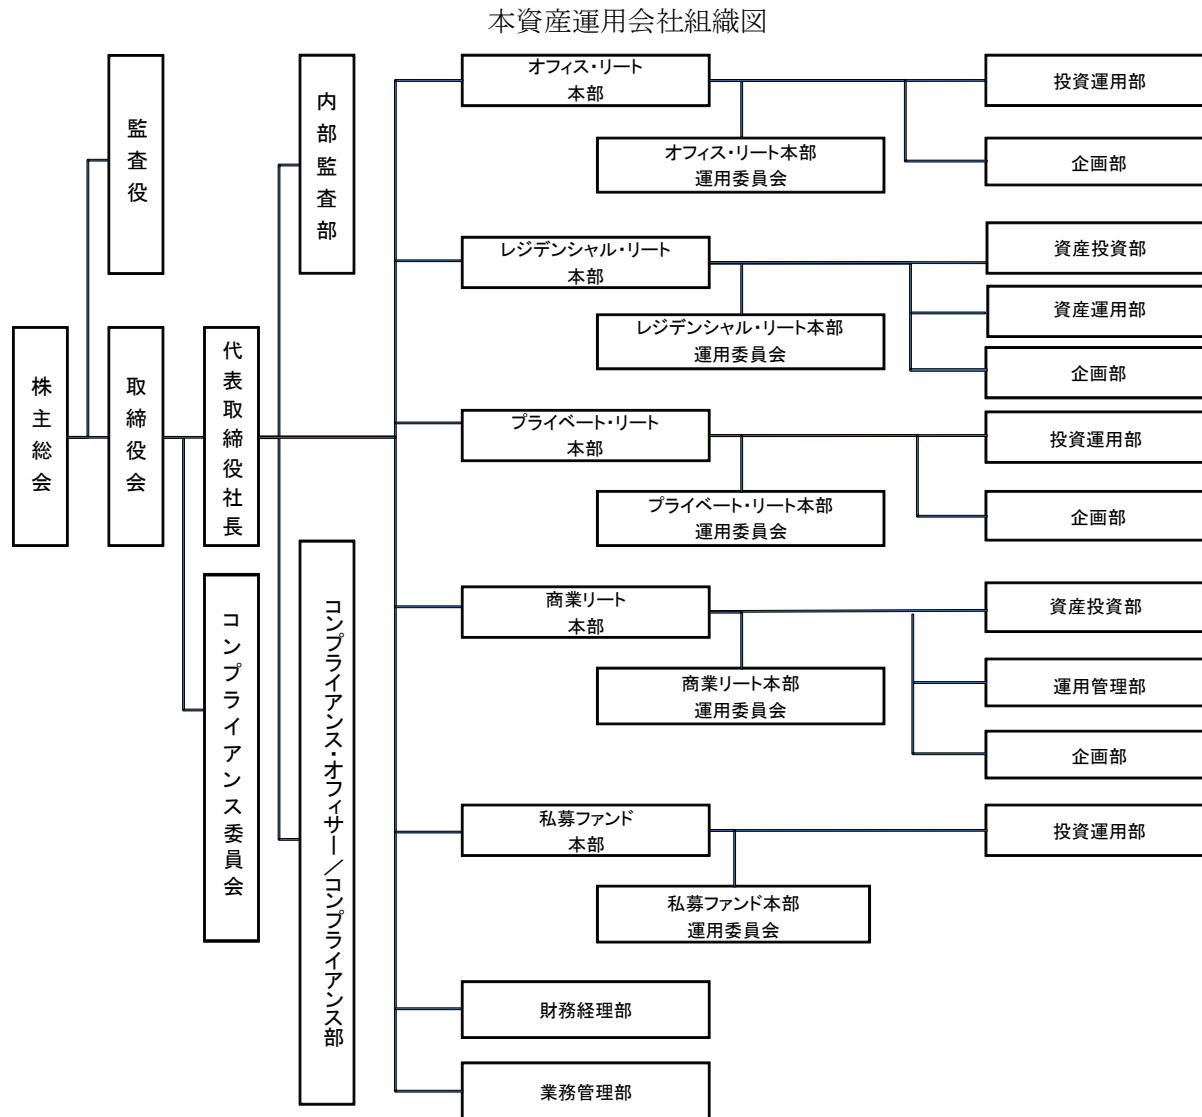 本資産運用会社組織図
株主総会
監査役
取締役会
代表取締役社長
コンプライアンス委員会
内部監査部
コンプライアンス・オフィサー／コンプライアンス部
オフィス・リート
本部
オフィス・リート本部
運用委員会
投資運用部
企画部
レジデンシャル・リート
本部
レジデンシャル・リート本部
運用委員会
資産投資部
資産運用部
企画部
プライベート・リート
本部
プライベート・リート本部
運用委員会
投資運用部
企画部
商業リート
本部
商業リート本部
運用委員会
資産投資部
運用管理部
企画部
私募ファンド
本部
私募ファンド本部
運用委員会
投資運用部
財務経理部
業務管理部